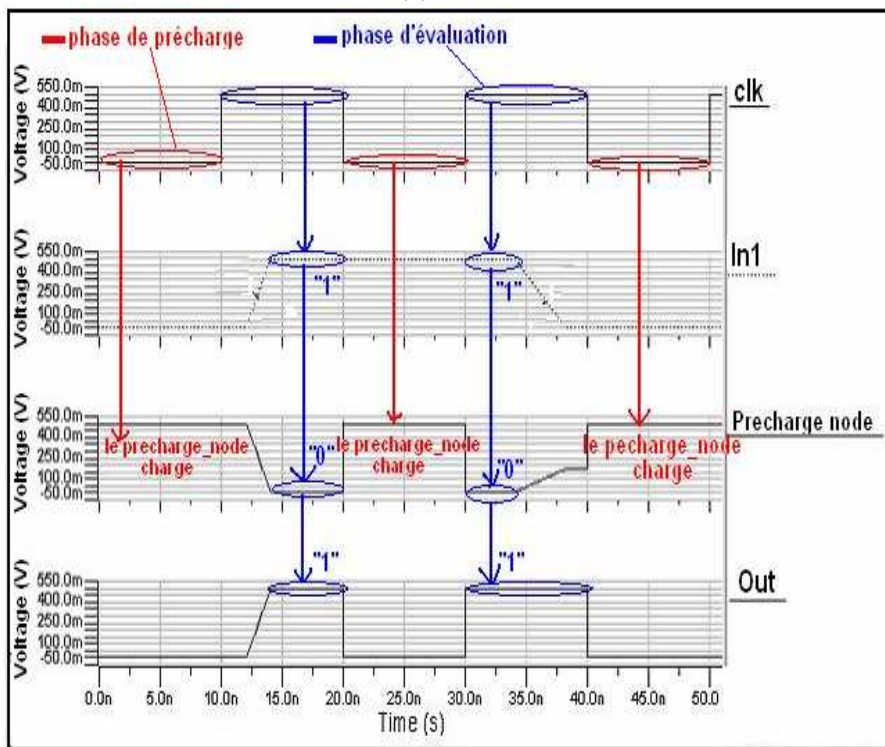 phase de précharge
phase d'évaluation
Voltage (V)
550.0m
400.0m
250.0m
100.0m
-50.0m
clk
Voltage (V)
550.0m
400.0m
250.0m
100.0m
-50.0m
In1
"1"
"1"
Voltage (V)
550.0m
400.0m
250.0m
100.0m
-50.0m
Precharge node
le precharge_node
charge
"0"
le precharge_node
charge
"0"
le pecharge_node
charge
Voltage (V)
550.0m
400.0m
250.0m
100.0m
-50.0m
"1"
"1"
Out
0.0n 5.0n 10.0n 15.0n 20.0n 25.0n 30.0n 35.0n 40.0n 45.0n 50.0
Time (s)